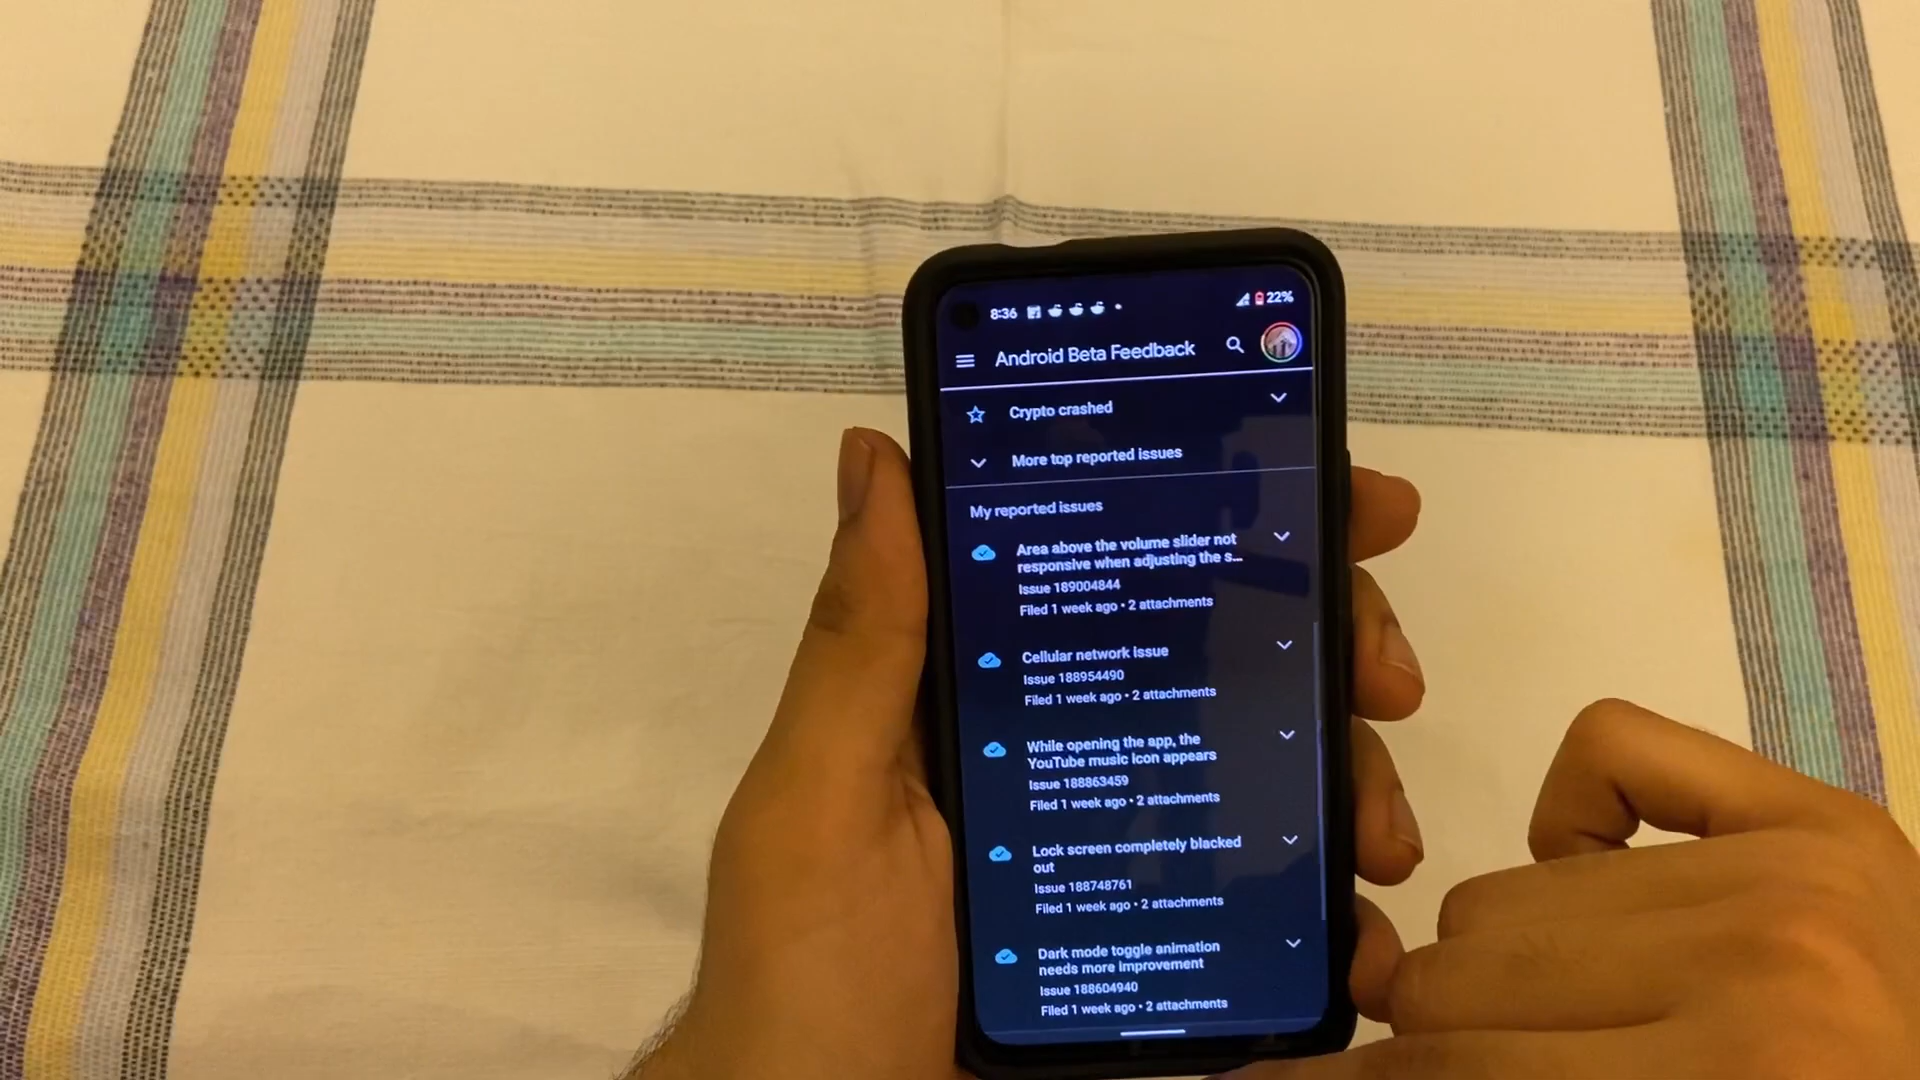 8:36
22%
Android Beta Feedback
Crypto crashed
More top reported issues
My reported issues
Area above the volume slider not
responsive when adjusting the s...
Issue 189004844
Filed 1 week ago • 2 attachments
Cellular network issue
Issue 188954490
Filed 1 week ago • 2 attachments
While opening the app, the
YouTube music icon appears
Issue 188863459
Filed 1 week ago • 2 attachments
Lock screen completely blacked
out
Issue 188748761
Filed 1 week ago • 2 attachments
Dark mode toggle animation
needs more improvement
Issue 188604940
Filed 1 week ago • 2 attachments